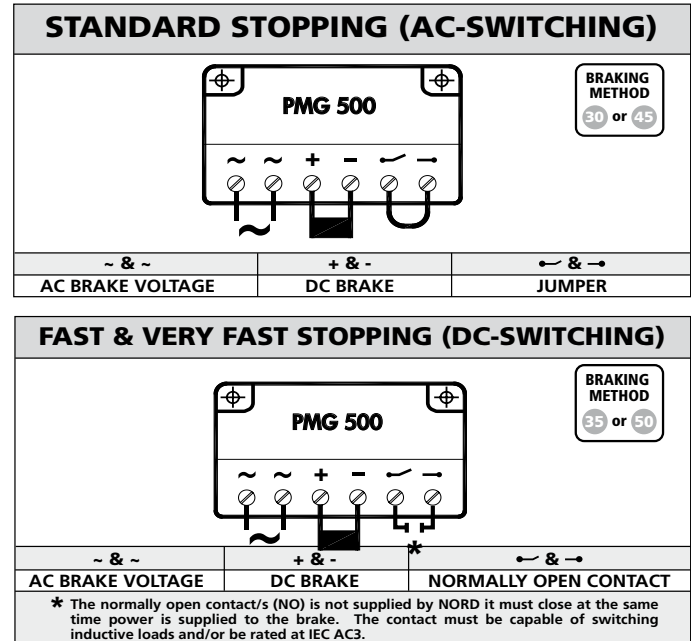 STANDARD STOPPING (AC-SWITCHING)
BRAKING
METHOD
30 or 45
PMG 500
~ ~ + -
~
~ & ~ + & - &
AC BRAKE VOLTAGE DC BRAKE JUMPER
FAST & VERY FAST STOPPING (DC-SWITCHING)
BRAKING
METHOD
35 or 50
PMG 500
~ ~ + -
~ *
~ & ~ + & - &
AC BRAKE VOLTAGE DC BRAKE NORMALLY OPEN CONTACT
* The normally open contact/s (NO) is not supplied by NORD it must close at the same
time power is supplied to the brake. The contact must be capable of switching
inductive loads and/or be rated at IEC AC3.